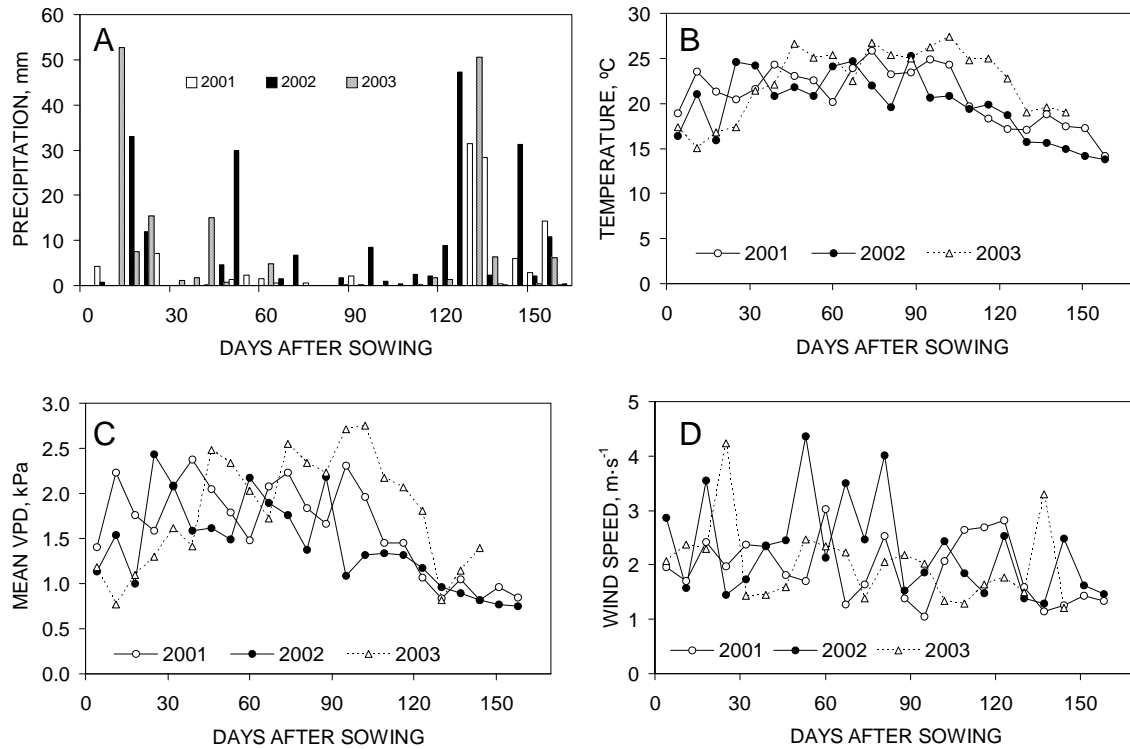 A
PRECIPITATION, mm
60
50
40
30
20
10
0
2001 2002 2003
0 30 60 90 120 150
DAYS AFTER SOWING
B
TEMPERATURE, ºC
30
25
20
15
10
5
0
2001 2002 2003
0 30 60 90 120 150
DAYS AFTER SOWING
C
MEAN VPD, kPa
3.0
2.5
2.0
1.5
1.0
0.5
0.0
2001 2002 2003
0 30 60 90 120 150
DAYS AFTER SOWING
D
WIND SPEED, m·s⁻¹
5
4
3
2
1
0
2001 2002 2003
0 30 60 90 120 150
DAYS AFTER SOWING